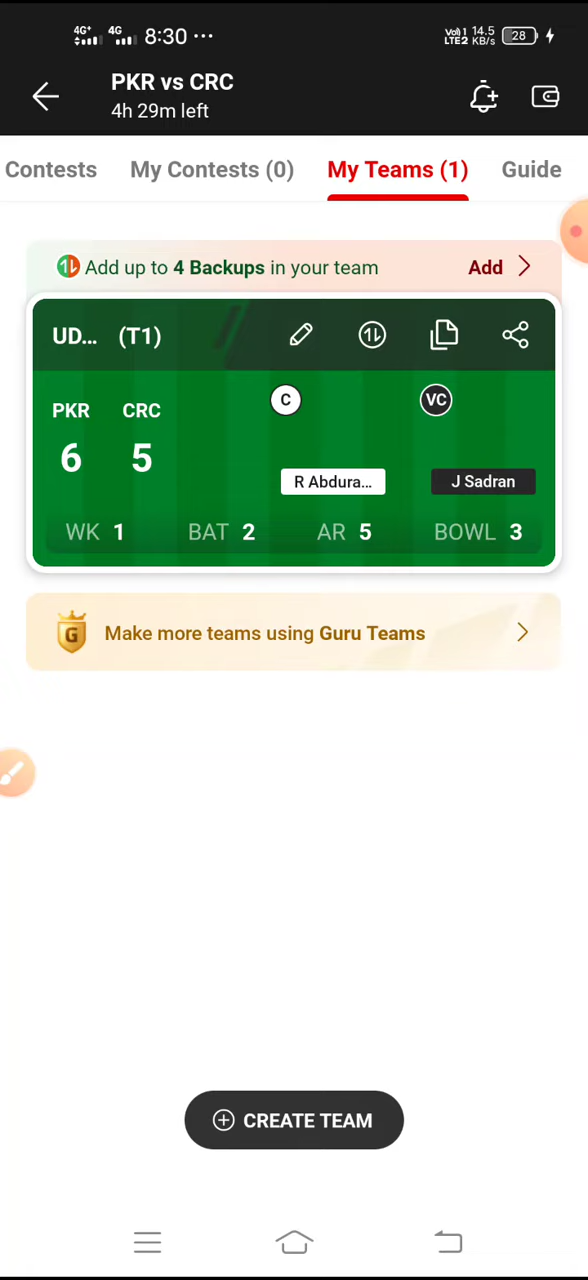 4G+ 4G 8:30 ··· Vo) 1 LTE2 14.5 KB/s 28
PKR vs CRC
4h 29m left
Contests My Contests (0) My Teams (1) Guide
Add up to 4 Backups in your team Add
UD... (T1)
PKR CRC C VC
6 5
R Abdura... J Sadran
WK 1 BAT 2 AR 5 BOWL 3
G Make more teams using Guru Teams
CREATE TEAM